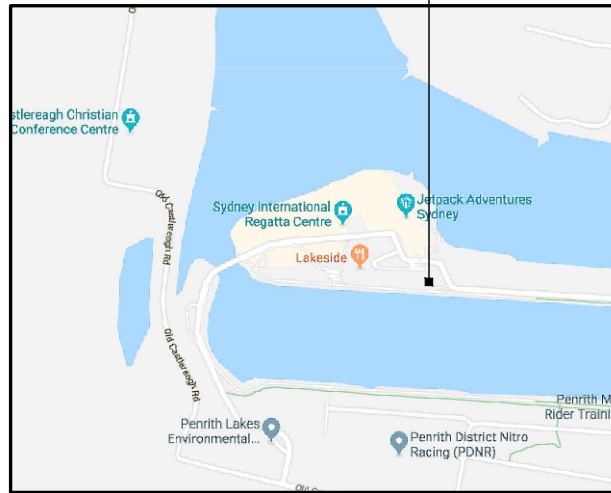 stlereagh Christian
Conference Centre
Old Castlereagh Rd
Sydney International
Regatta Centre
Jetpack Adventures
Sydney
Lakeside
Old Castlereagh Rd
Penrith Lakes
Environmental...
Penrith District Nitro
Racing (PDNR)
Penrith M
Rider Traini
Old C